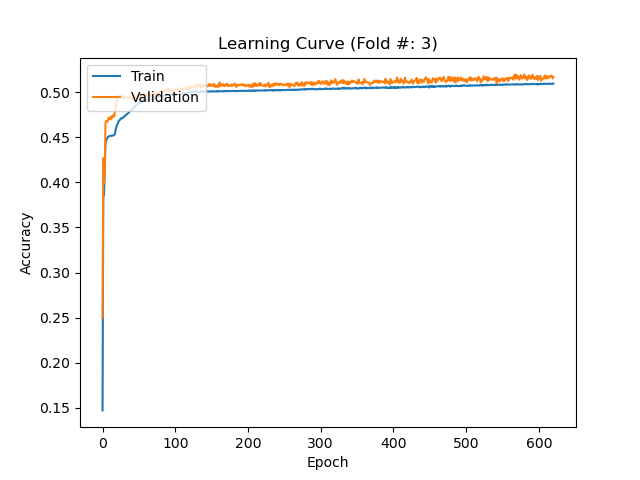 Learning Curve (Fold #: 3)
Train
Validation
0.50
0.45
0.40
0.35
0.30
0.25
0.20
0.15
Accuracy
0 100 200 300 400 500 600
Epoch